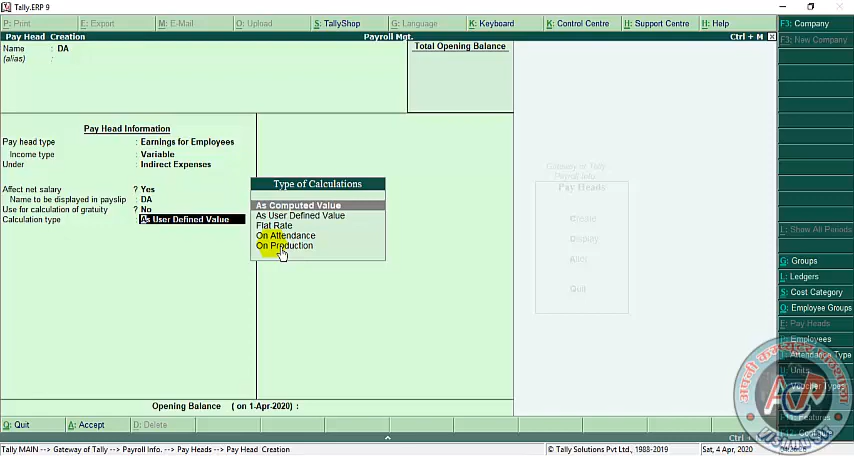 Tally.ERP 9
P: Print
E: Export
M: E-Mail
O: Upload
S: TallyShop
G: Language
K: Keyboard
K: Control Centre
H: Support Centre
H: Help
F3: Company
F3: New Company
Pay Head Creation
Payroll Mgt.
Ctrl + M
Name : DA
(alias) :
Total Opening Balance
Pay Head Information
Pay head type : Earnings for Employees
Income type : Variable
Under : Indirect Expenses
Affect net salary ? Yes
Name to be displayed in payslip : DA
Use for calculation of gratuity ? No
Calculation type : As User Defined Value
Type of Calculations
As Computed Value
As User Defined Value
Flat Rate
On Attendance
On Production
Gateway of Tally
Payroll Info.
Pay Heads
Create
Display
Alter
Quit
L: Show All Periods
G: Groups
L: Ledgers
S: Cost Category
O: Employee Groups
E: Pay Heads
P: Employees
Attendance Type
U: Units
Voucher Types
F11: Features
F12: Configure
ACR
Opening Balance ( on 1-Apr-2020) :
Q: Quit
A: Accept
D: Delete
Tally MAIN --> Gateway of Tally --> Payroll Info. --> Pay Heads --> Pay Head Creation
© Tally Solutions Pvt Ltd., 1988-2019
Sat, 4 Apr, 2020